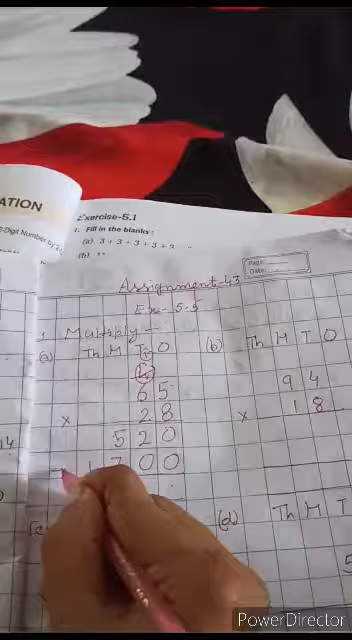 ATION
Exercise-5.1
1. Fill in the blanks :
(a) 3 + 3 + 3 + 3 + 3
(b)
Page:
Date:
Assignment-43
Ex-5.5
1 Multiply -
(a) Th H T O
6 5
x 2 8
5 2 0
+ 1 3 0 0
(b) Th H T O
9 4
x 1 8
(c)
(d) Th H T
5
PowerDirector